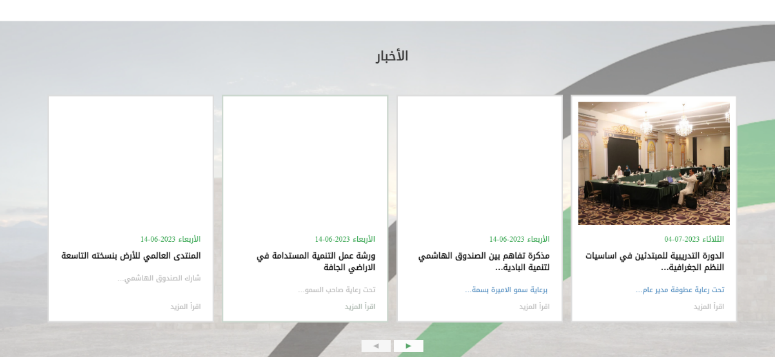 الأخبار
الثلاثاء 04-07-2023
الدورة التدريبية للمبتدئين في اساسيات
النظم الجغرافية...
تحت رعاية عطوفة مدير عام...
اقرأ المزيد
الأربعاء 14-06-2023
مذكرة تفاهم بين الصندوق الهاشمي
لتنمية البادية...
برعاية سمو الاميرة بسمة...
اقرأ المزيد
الأربعاء 14-06-2023
ورشة عمل التنمية المستدامة في
الاراضي الجافة
تحت رعاية صاحب السمو...
اقرأ المزيد
الأربعاء 14-06-2023
المنتدى العالمي للأرض بنسخته التاسعة
شارك الصندوق الهاشمي...
اقرأ المزيد